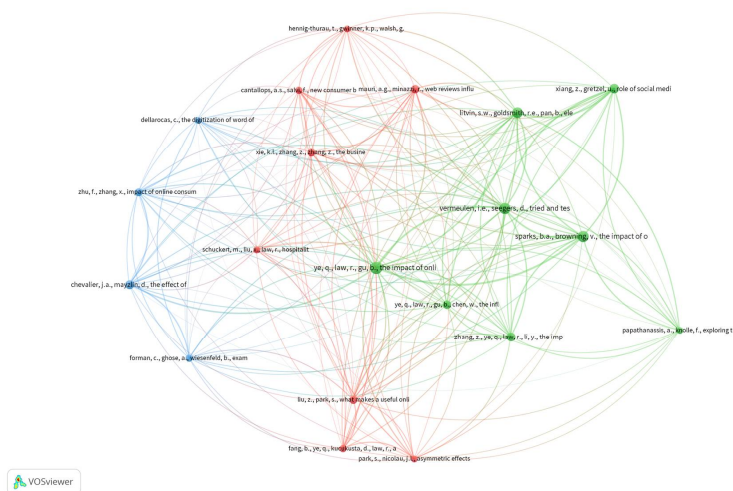 hennig-thurau, t., gwinner, k.p., walsh, g.
cantallops, a.s., salvi, f., new consumer b
mauri, a.g., minazzi, r., web reviews influ
xiang, z., gretzel, u., role of social medi
litvin, s.w., goldsmith, r.e., pan, b., ele
dellarocas, c., the digitization of word of
xie, k.l., zhang, z., zhang, z., the busine
zhu, f., zhang, x., impact of online consum
vermeulen, i.e., seegers, d., tried and tes
sparks, b.a., browning, v., the impact of o
schuckert, m., liu, x., law, r., hospitalit
ye, q., law, r., gu, b., the impact of onli
chevalier, j.a., mayzlin, d., the effect of
ye, q., law, r., gu, b., chen, w., the infl
papathanassis, a., knolle, f., exploring t
zhang, z., ye, q., law, r., li, y., the imp
forman, c., ghose, a., wiesenfeld, b., exam
liu, z., park, s., what makes a useful onli
fang, b., ye, q., kucukusta, d., law, r., a
park, s., nicolau, j.l., asymmetric effects
VOSviewer